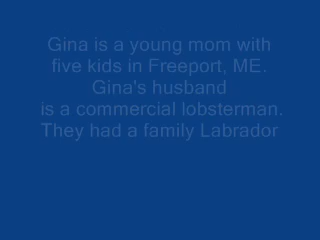 Gina is a young mom with
five kids in Freeport, ME.
Gina's husband
is a commercial lobsterman.
They had a family Labrador